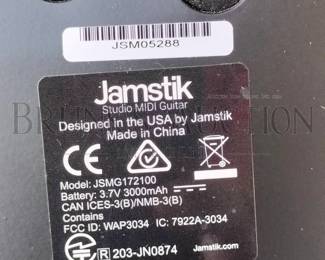 JSM05288
Jamstik
Studio MIDI Guitar
Designed in the USA by Jamstik
Made in China
CE
Model: JSMG172100
Battery: 3.7V 3000mAh
CAN ICES-3(B)/NMB-3(B)
Contains
FCC ID: WAP3034 IC: 7922A-3034
R 203-JN0874 Jamstik.com